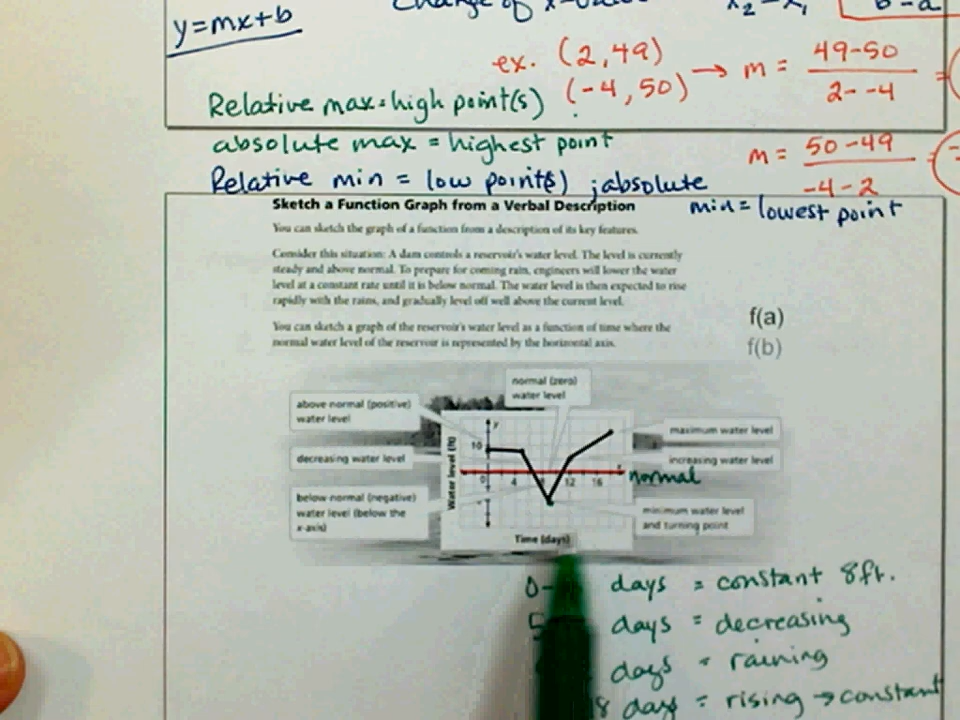 y=mx+b
ex. (2,49)
(-4,50) → m = 49-50
2--4
Relative max=high point(s)
absolute max = highest point
m = 50-49
-4-2
Relative min = low point(s) ; absolute
min = lowest point
Sketch a Function Graph from a Verbal Description
You can sketch the graph of a function from a description of its key features.
Consider this situation: A dam controls a reservoir's water level. The level is currently
steady and above normal. To prepare for coming rain, engineers will lower the water
level at a constant rate until it is below normal. The water level is then expected to rise
rapidly with the rains, and gradually level off well above the current level.
You can sketch a graph of the reservoir's water level as a function of time where the
normal water level of the reservoir is represented by the horizontal axis.
f(a)
f(b)
normal (zero)
water level
above normal (positive)
water level
decreasing water level
below normal (negative)
water level (below the
x-axis)
maximum water level
increasing water level
minimum water level
and turning point
Water level (ft)
y
10
0 4 12 16
normal
Time (days)
days = constant 8ft.
days = decreasing
days = raining
8 days = rising → constant